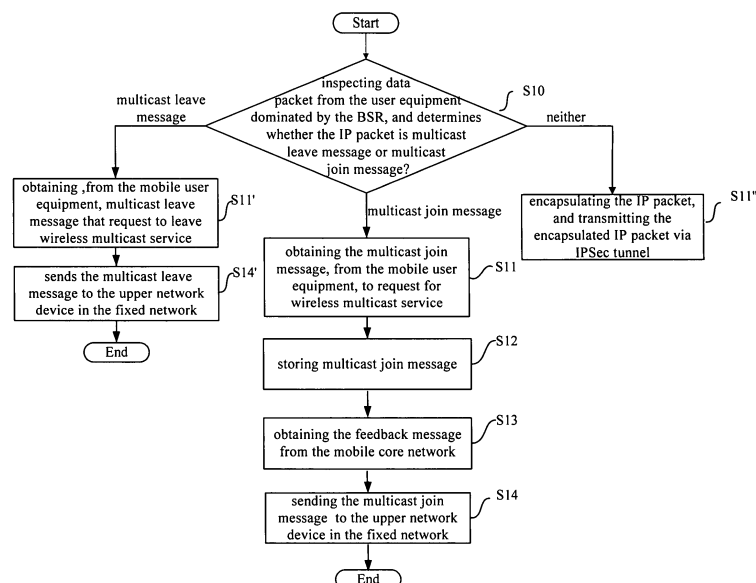 Start
inspecting data
packet from the user equipment
dominated by the BSR, and determines
whether the IP packet is multicast
leave message or multicast
join message?
S10
multicast leave
message
neither
obtaining ,from the mobile user
equipment, multicast leave
message that request to leave
wireless multicast service
S11'
multicast join message
encapsulating the IP packet,
and transmitting the
encapsulated IP packet via
IPSec tunnel
S11"
obtaining the multicast join
message, from the mobile user
equipment, to request for
wireless multicast service
S11
sends the multicast leave
message to the upper network
device in the fixed network
S14'
End
storing multicast join message
S12
obtaining the feedback message
from the mobile core network
S13
sending the multicast join
message to the upper network
device in the fixed network
S14
End